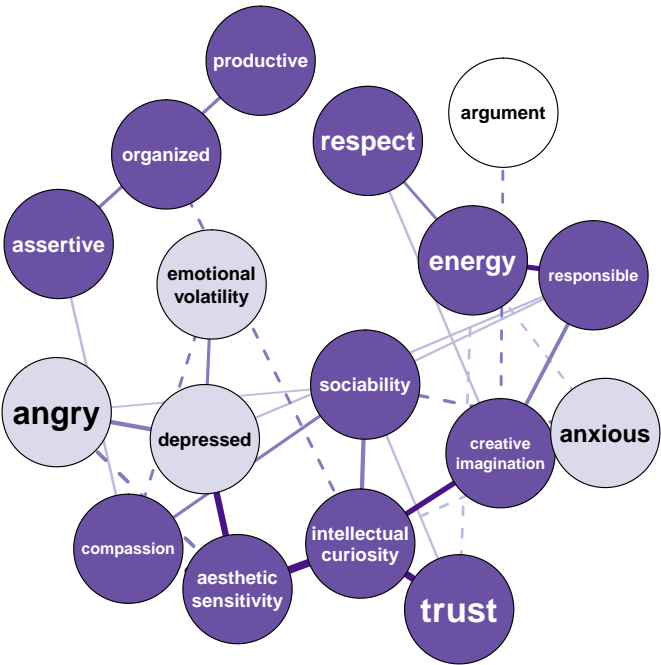 productive
argument
respect
organized
assertive
energy
responsible
emotional
volatility
sociability
angry
depressed
creative
imagination
anxious
compassion
intellectual
curiosity
aesthetic
sensitivity
trust